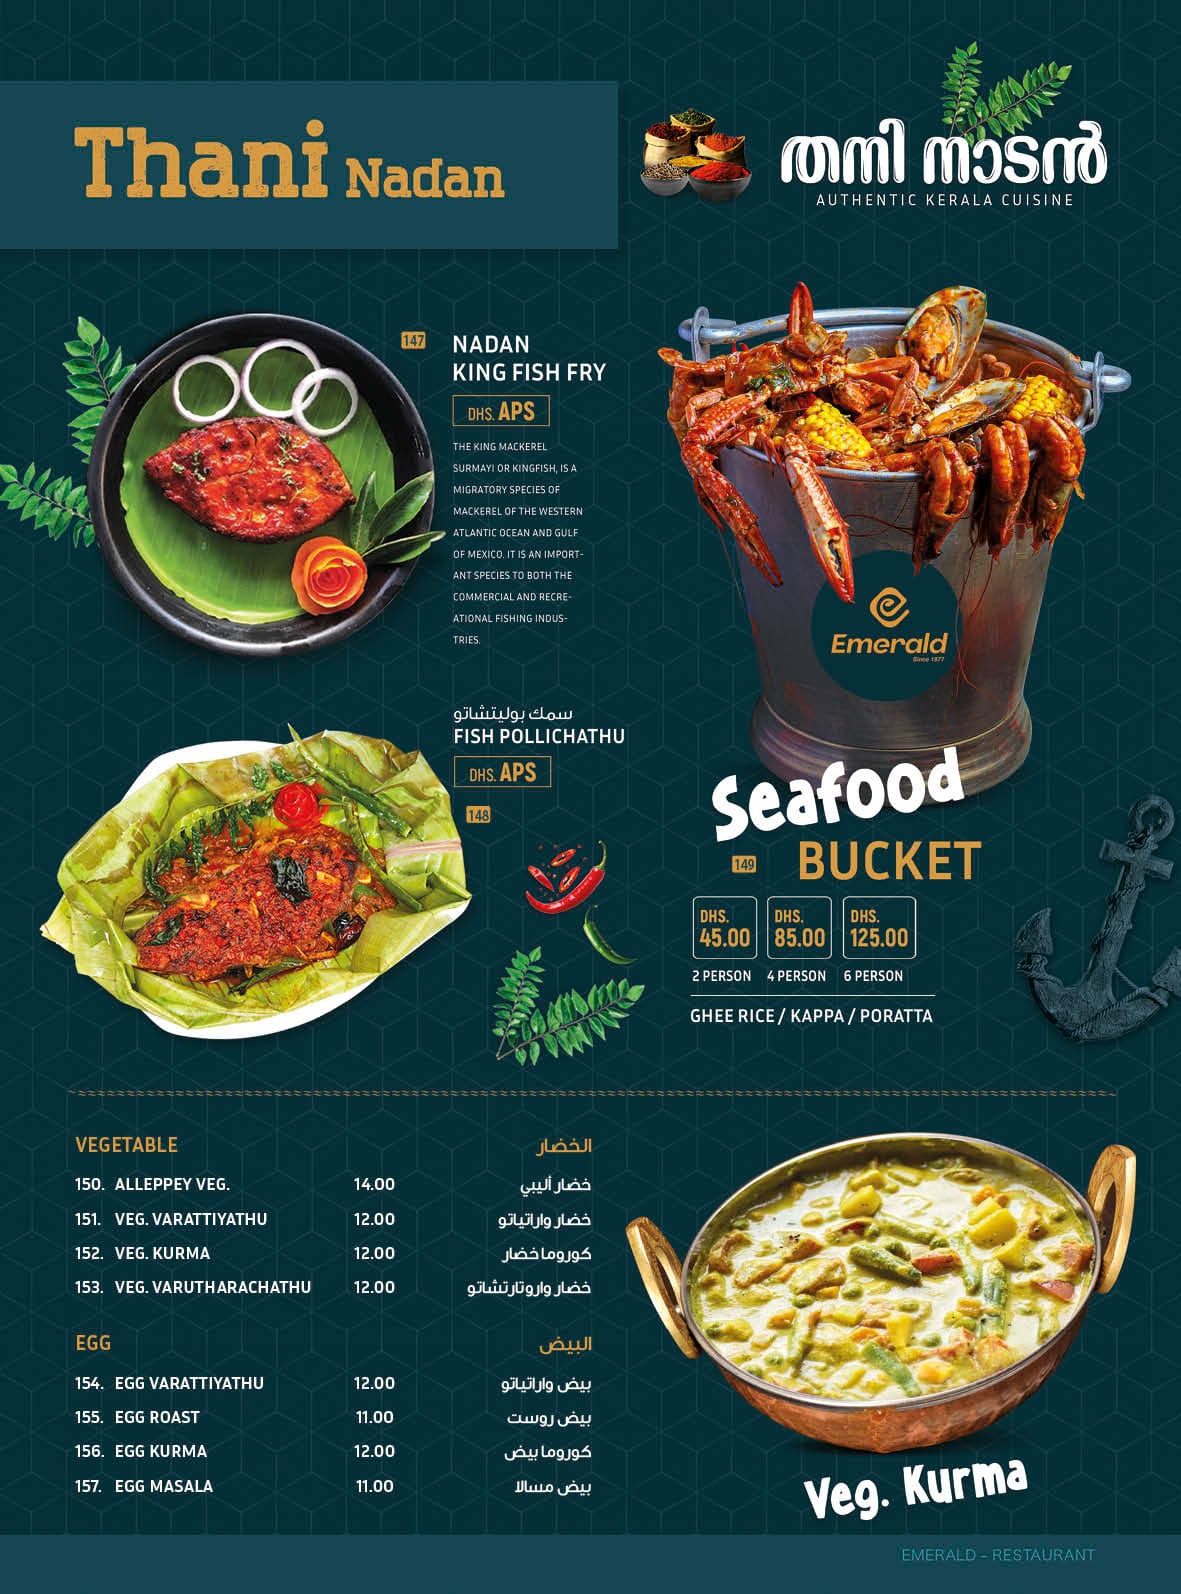 Thani Nadan
തനി നാടൻ
AUTHENTIC KERALA CUISINE
147
NADAN
KING FISH FRY
DHS. APS
THE KING MACKEREL
SURMAYI OR KINGFISH, IS A
MIGRATORY SPECIES OF
MACKEREL OF THE WESTERN
ATLANTIC OCEAN AND GULF
OF MEXICO. IT IS AN IMPORT-
ANT SPECIES TO BOTH THE
COMMERCIAL AND RECRE-
ATIONAL FISHING INDUS-
TRIES.
Emerald
Since 1977
سمك بوليتشاتو
FISH POLLICHATHU
DHS. APS
148
Seafood
149 BUCKET
DHS. DHS. DHS.
45.00 85.00 125.00
2 PERSON 4 PERSON 6 PERSON
GHEE RICE / KAPPA / PORATTA
VEGETABLE الخضار
150. ALLEPPEY VEG. 14.00 خضار أليبي
151. VEG. VARATTIYATHU 12.00 خضار واراتياتو
152. VEG. KURMA 12.00 كوروما خضار
153. VEG. VARUTHARACHATHU 12.00 خضار واروتارتشاتو
EGG البيض
154. EGG VARATTIYATHU 12.00 بيض واراتياتو
155. EGG ROAST 11.00 بيض روست
156. EGG KURMA 12.00 كوروما بيض
157. EGG MASALA 11.00 بيض مسالا
Veg. Kurma
EMERALD – RESTAURANT